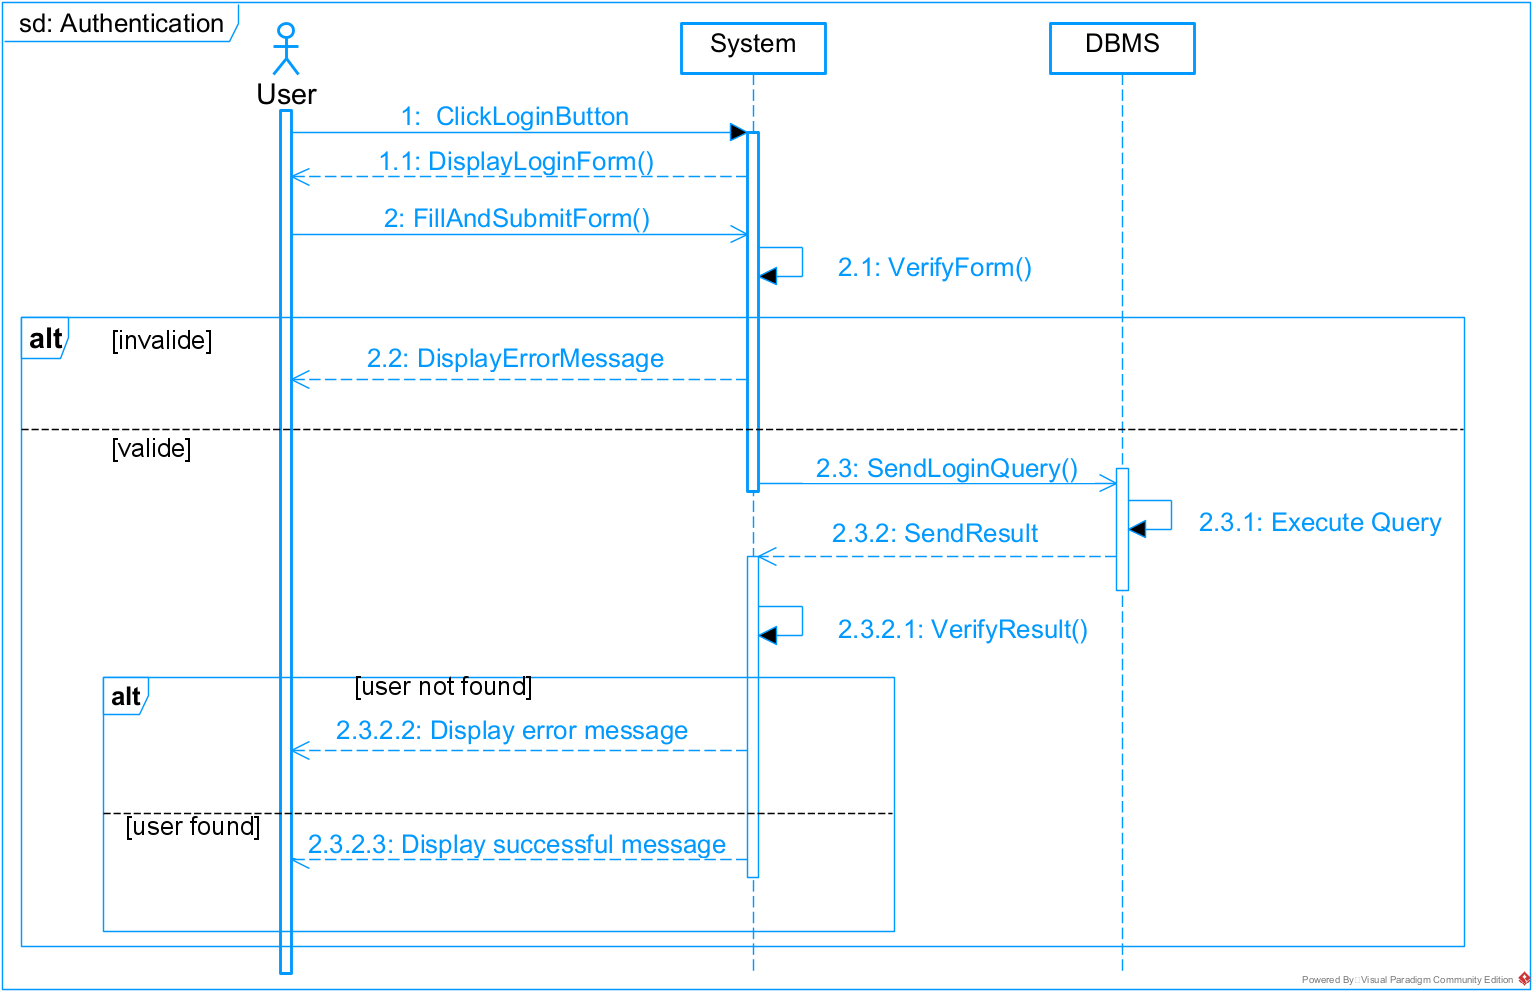 sd: Authentication
User
System
DBMS
1:  ClickLoginButton
1.1: DisplayLoginForm()
2: FillAndSubmitForm()
2.1: VerifyForm()
alt
[invalide]
2.2: DisplayErrorMessage
[valide]
2.3: SendLoginQuery()
2.3.1: Execute Query
2.3.2: SendResult
2.3.2.1: VerifyResult()
alt
[user not found]
2.3.2.2: Display error message
[user found]
2.3.2.3: Display successful message
Powered By Visual Paradigm Community Edition